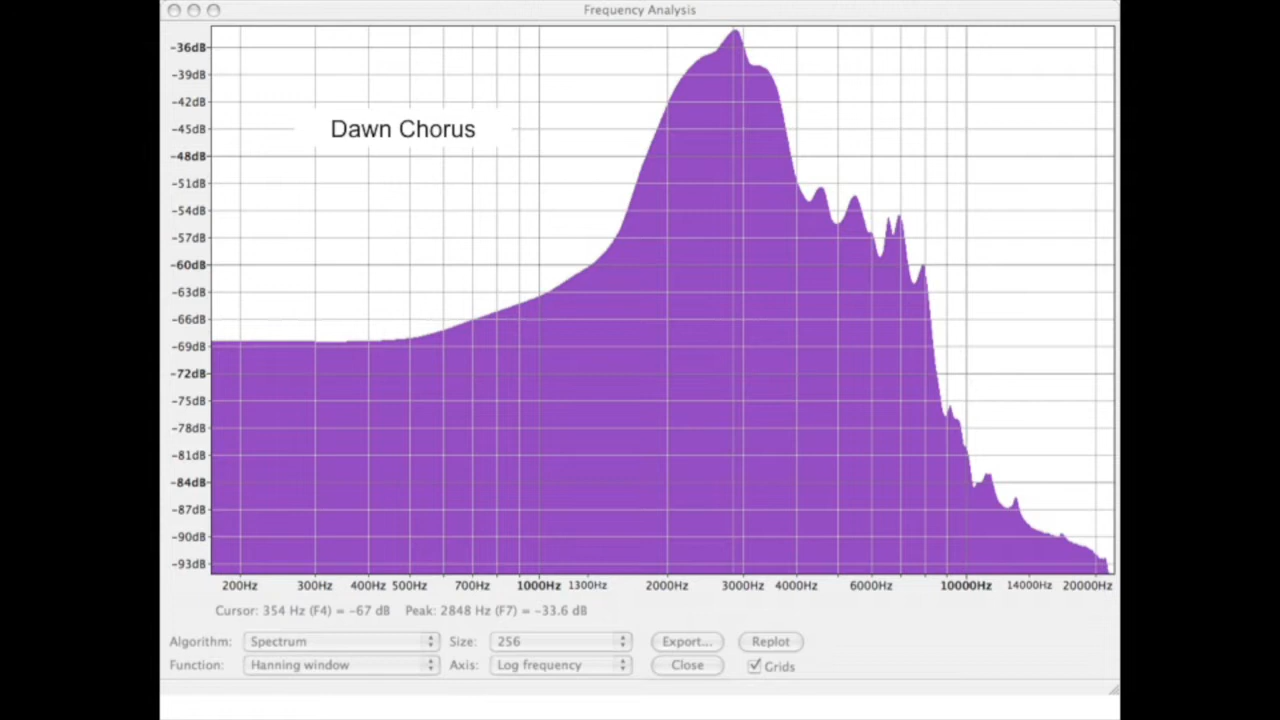 Frequency Analysis
-36dB
-39dB
-42dB
Dawn Chorus
-45dB
-48dB
-51dB
-54dB
-57dB
-60dB
-63dB
-66dB
-69dB
-72dB
-75dB
-78dB
-81dB
-84dB
-87dB
-90dB
-93dB
200Hz 300Hz 400Hz 500Hz 700Hz 1000Hz 1300Hz 2000Hz 3000Hz 4000Hz 6000Hz 10000Hz 14000Hz 20000Hz
Cursor: 354 Hz (F4) = -67 dB Peak: 2848 Hz (F7) = -33.6 dB
Algorithm: Spectrum Size: 256 Export... Replot
Function: Hanning window Axis: Log frequency Close Grids